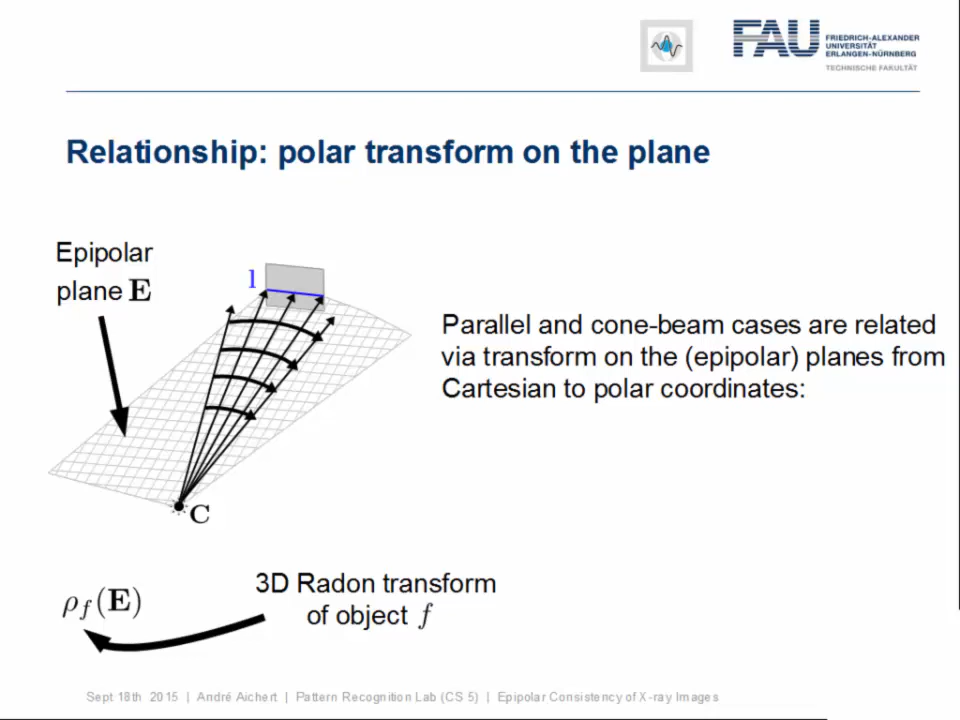 FAU
FRIEDRICH-ALEXANDER
UNIVERSITÄT
ERLANGEN-NÜRNBERG
TECHNISCHE FAKULTÄT
Relationship: polar transform on the plane
Epipolar
plane E
l
C
Parallel and cone-beam cases are related
via transform on the (epipolar) planes from
Cartesian to polar coordinates:
3D Radon transform
of object f
ρf(E)
Sept 18th 2015 | André Aichert | Pattern Recognition Lab (CS 5) | Epipolar Consistency of X-ray Images